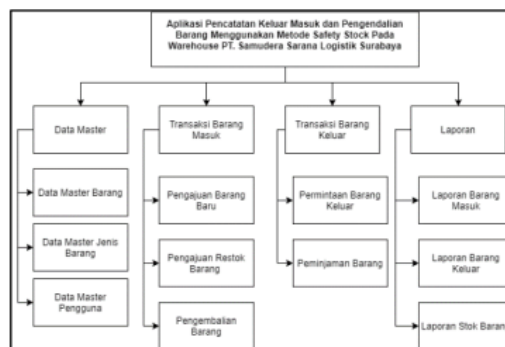 Aplikasi Pencatatan Keluar Masuk dan Pengendalian
Barang Menggunakan Metode Safety Stock Pada
Warehouse PT. Samudera Sarana Logistik Surabaya
Data Master
Transaksi Barang
Masuk
Transaksi Barang
Keluar
Laporan
Data Master Barang
Pengajuan Barang
Baru
Permintaan Barang
Keluar
Laporan Barang
Masuk
Data Master Jenis
Barang
Pengajuan Restok
Barang
Peminjaman Barang
Laporan Barang
Keluar
Data Master
Pengguna
Pengembalian
Barang
Laporan Stok Baran